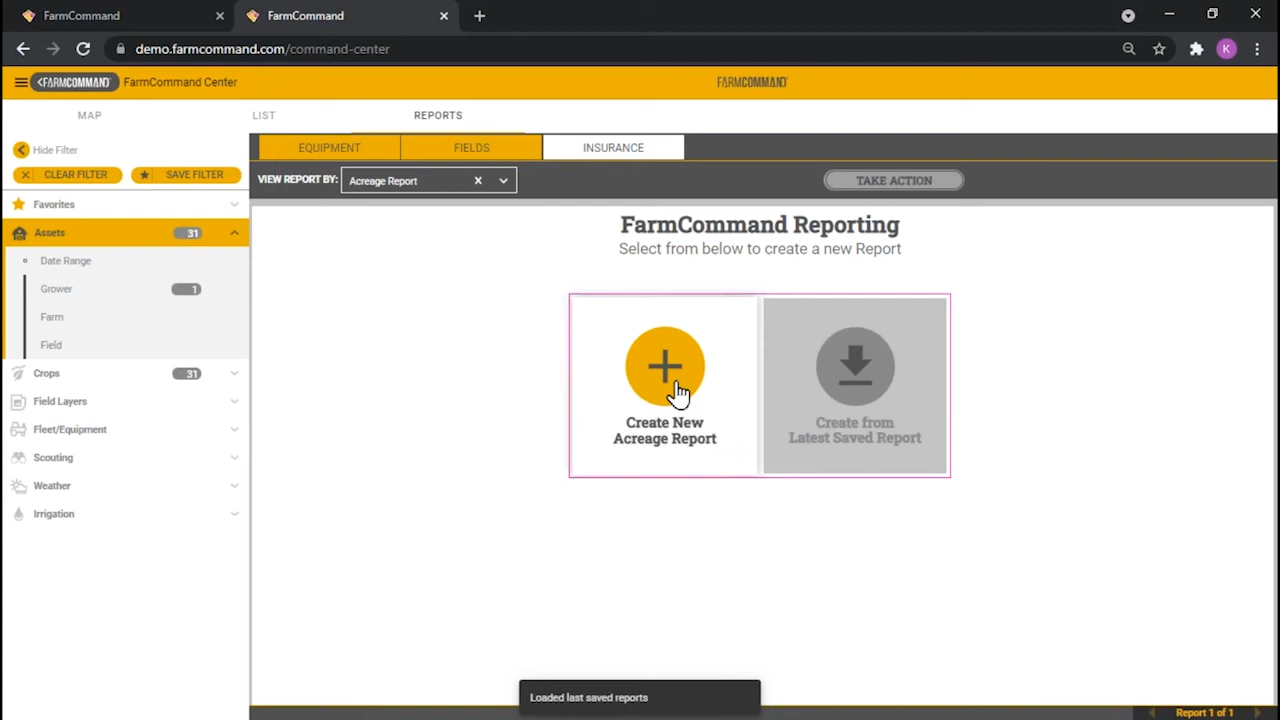 FarmCommand
FarmCommand
demo.farmcommand.com/command-center
K
FARMCOMMAND
FarmCommand Center
FARMCOMMAND
MAP
LIST
REPORTS
Hide Filter
CLEAR FILTER
SAVE FILTER
Favorites
Assets 31
Date Range
Grower 1
Farm
Field
Crops 31
Field Layers
Fleet/Equipment
Scouting
Weather
Irrigation
EQUIPMENT
FIELDS
INSURANCE
VIEW REPORT BY: Acreage Report
TAKE ACTION
FarmCommand Reporting
Select from below to create a new Report
Create New
Acreage Report
Create from
Latest Saved Report
Loaded last saved reports
Report 1 of 1